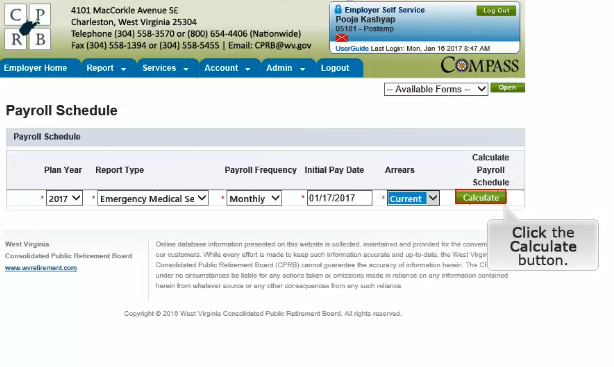 C P
R B
4101 MacCorkle Avenue SE
Charleston, West Virginia 25304
Telephone (304) 558-3570 or (800) 654-4406 (Nationwide)
Fax (304) 558-1394 or (304) 558-5455 | Email: CPRB@wv.gov
Employer Self Service
Log Out
Pooja Kashyap
05181 - Postemp
UserGuide Last Login: Mon, Jan 16 2017 8:47 AM
Employer Home Report Services Account Admin Logout
COMPASS
-- Available Forms -- Open
Payroll Schedule
Payroll Schedule
Plan Year Report Type Payroll Frequency Initial Pay Date Arrears Calculate Payroll Schedule
* 2017 * Emergency Medical Se * Monthly * 01/17/2017 * Current Calculate
Click the
Calculate
button.
West Virginia
Consolidated Public Retirement Board
www.wvretirement.com
Online database information presented on this website is collected, maintained and provided for the conveni
our customers. While every effort is made to keep such information accurate and up-to-date, the West Virgin
Consolidated Public Retirement Board (CPRB) cannot guarantee the accuracy of information herein. The CP
under no circumstances be liable for any actions taken or omissions made in reliance on any information contained
herein from whatever source or any other consequences from any such reliance.
Copyright © 2016 West Virginia Consolidated Public Retirement Board. All rights reserved.